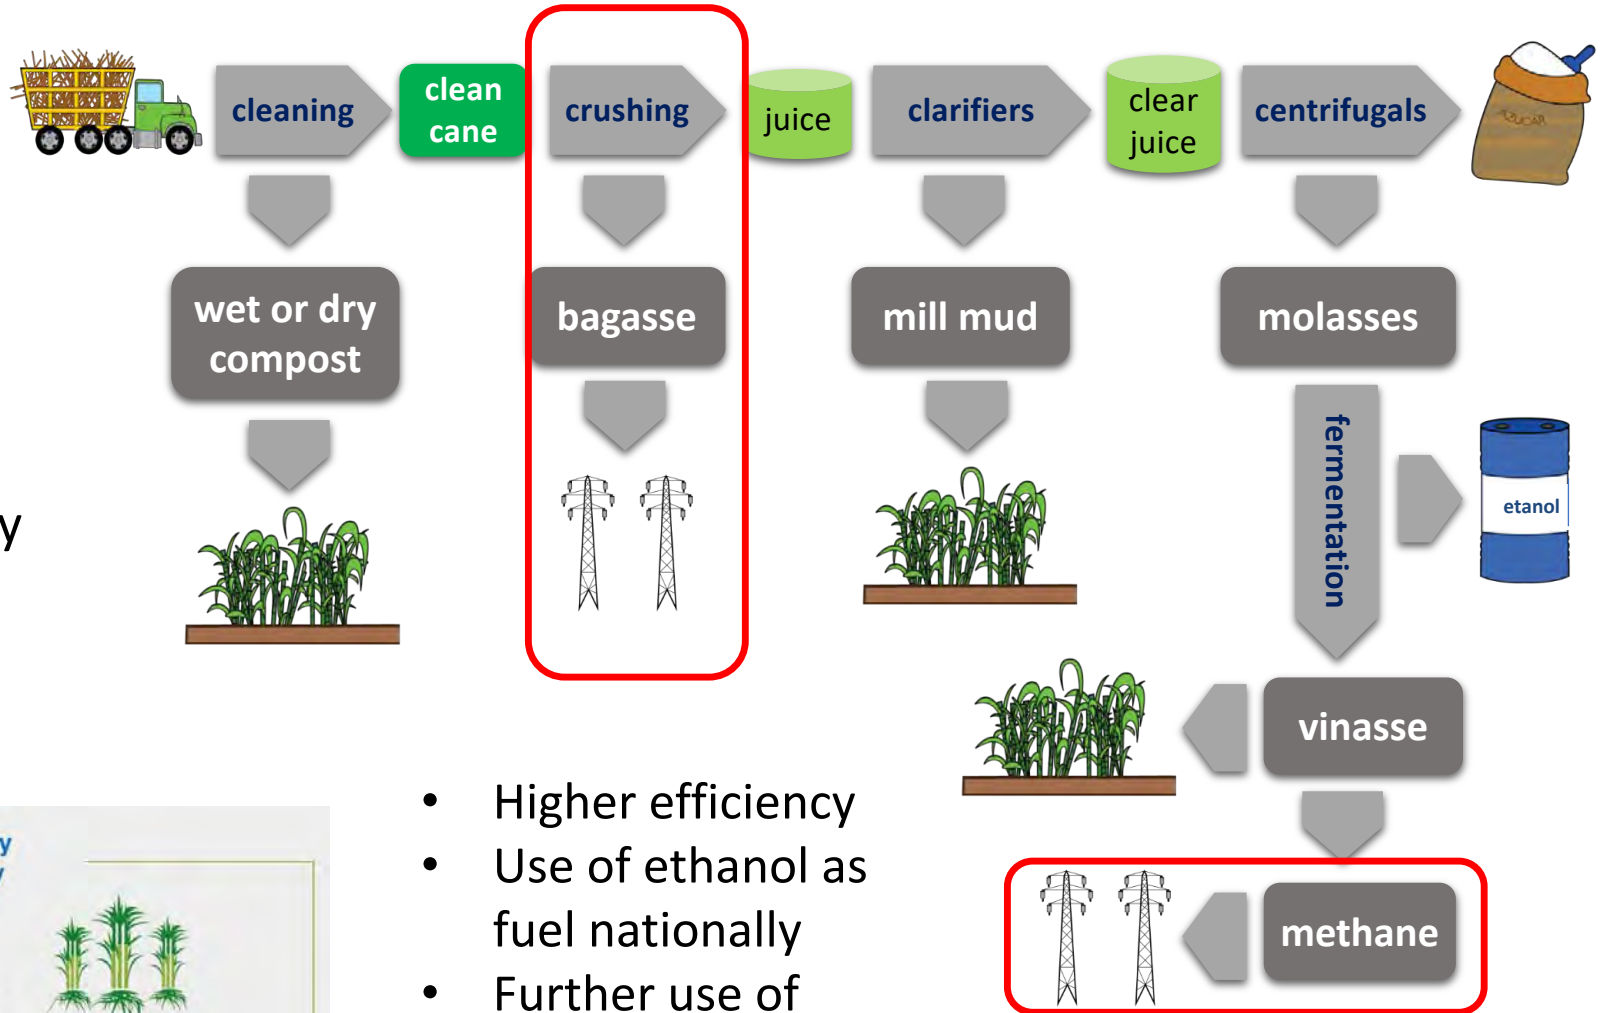 cleaning
clean
cane
crushing
juice
clarifiers
clear
juice
centrifugals
AZUCAR
wet or dry
compost
bagasse
mill mud
molasses
fermentation
etanol
y
vinasse
methane
y
y
• Higher efficiency
• Use of ethanol as
fuel nationally
• Further use of